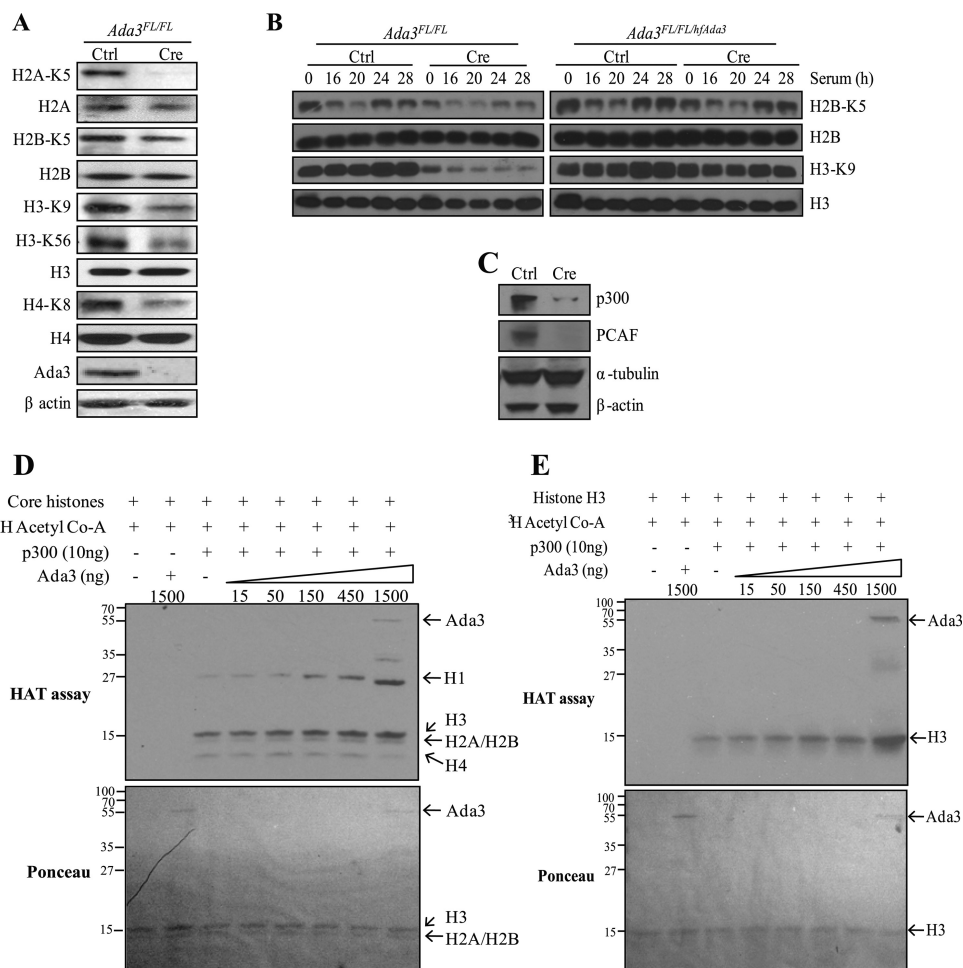 A
Ada3FL/FL
Ctrl Cre
H2A-K5
H2A
H2B-K5
H2B
H3-K9
H3-K56
H3
H4-K8
H4
Ada3
β actin
B
Ada3FL/FL Ada3FL/FL/hfAda3
Ctrl Cre Ctrl Cre
0 16 20 24 28 0 16 20 24 28 0 16 20 24 28 0 16 20 24 28 Serum (h)
H2B-K5
H2B
H3-K9
H3
C
Ctrl Cre
p300
PCAF
α-tubulin
β-actin
D
Core histones + + + + + + + +
H Acetyl Co-A + + + + + + + +
p300 (10ng) - - + + + + + +
Ada3 (ng) - + -
1500 15 50 150 450 1500
70
55
35
27
15
HAT assay
Ada3
H1
H3
H2A/H2B
H4
100
70
55
35
27
15
Ponceau
Ada3
H3
H2A/H2B
E
Histone H3 + + + + + + + +
3H Acetyl Co-A + + + + + + + +
p300 (10ng) - - + + + + + +
Ada3 (ng) - + -
1500 15 50 150 450 1500
100
70
55
35
27
15
HAT assay
Ada3
H3
100
70
55
35
27
15
Ponceau
Ada3
H3